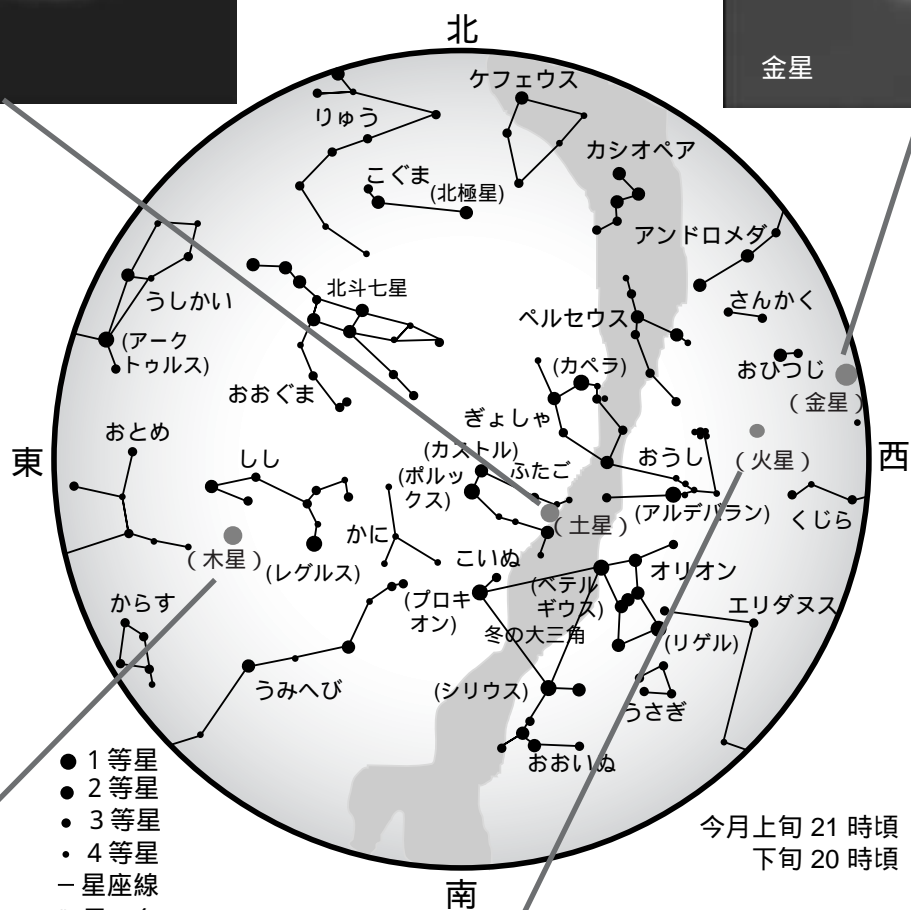 北
金星
ケフェウス
りゅう
カシオペア
こぐま
(北極星)
アンドロメダ
北斗七星
うしかい
さんかく
ペルセウス
(アーク
トゥルス)
(カペラ)
おひつじ
おおぐま
（金星）
ぎょしゃ
おとめ
(カストル)
しし
東
(ポルッ
クス)
ふたご
おうし
（火星）
西
(アルデバラン)
くじら
かに
（土星）
（木星）
(レグルス)
こいぬ
オリオン
(ベテル
ギウス)
(プロキ
オン)
からす
エリダヌス
冬の大三角
(リゲル)
うみへび
(シリウス)
うさぎ
おおいぬ
1 等星
2 等星
3 等星
4 等星
星座線
今月上旬 21 時頃
下旬 20 時頃
南